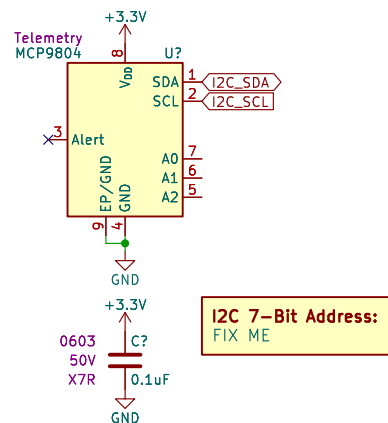 +3.3V
Telemetry
MCP9804
8
U?
VDD
SDA
1
I2C_SDA
SCL
2
I2C_SCL
3
Alert
A0
7
A1
6
A2
5
EP/GND
GND
9
4
GND
+3.3V
0603
C?
50V
X7R
0.1uF
GND
I2C 7-Bit Address:
FIX ME